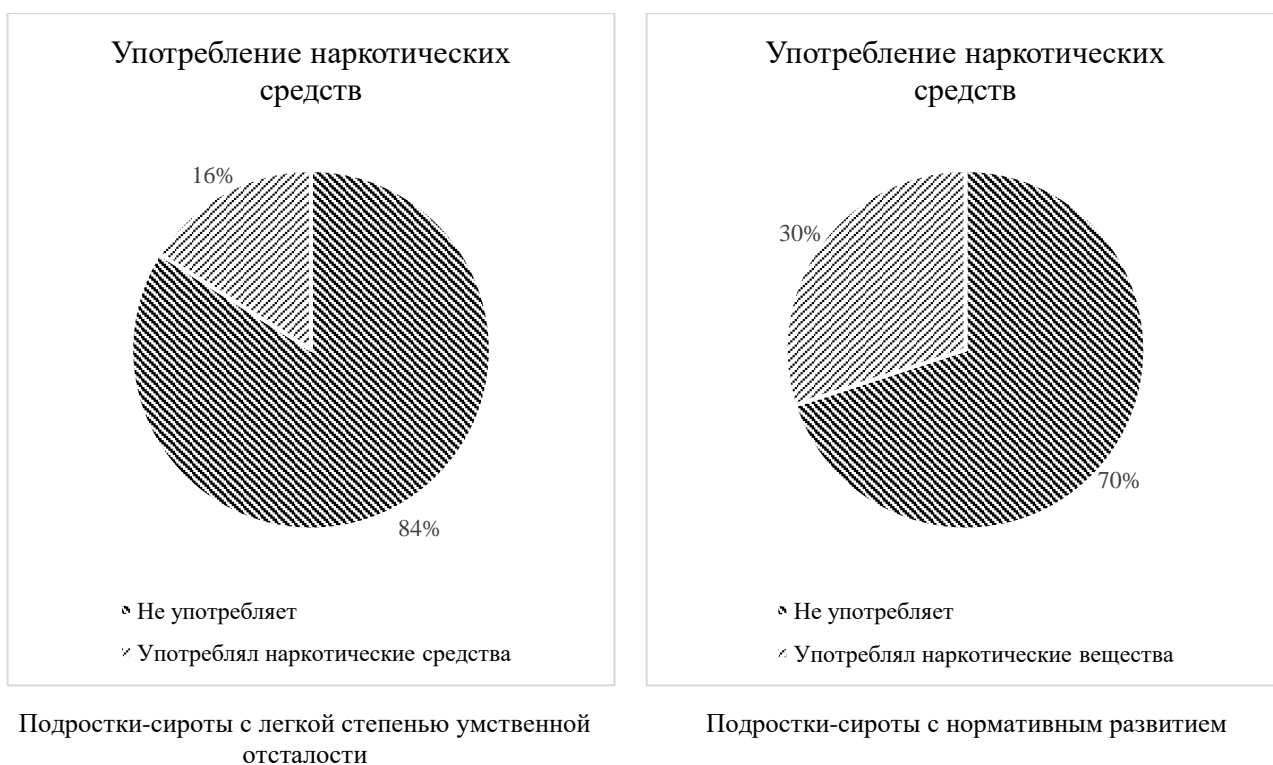 Употребление наркотических
средств
16%
84%
Не употребляет
Употреблял наркотические средства
Подростки-сироты с легкой степенью умственной
отсталости
Употребление наркотических
средств
30%
70%
Не употребляет
Употреблял наркотические вещества
Подростки-сироты с нормативным развитием